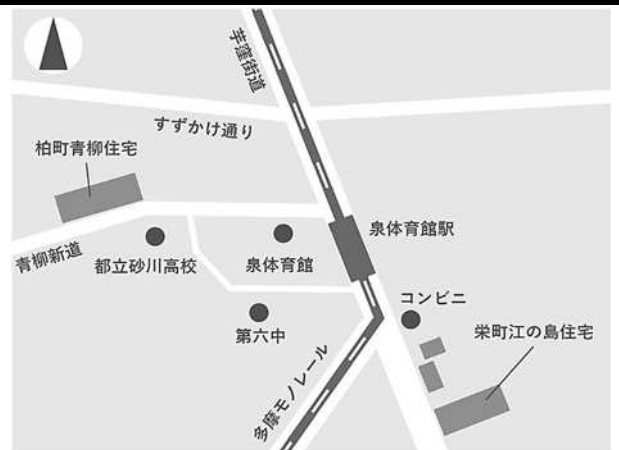 芋窪街道
すずかけ通り
柏町青柳住宅
泉体育館駅
青柳新道
都立砂川高校
泉体育館
コンビニ
第六中
栄町江の島住宅
多摩モノレール